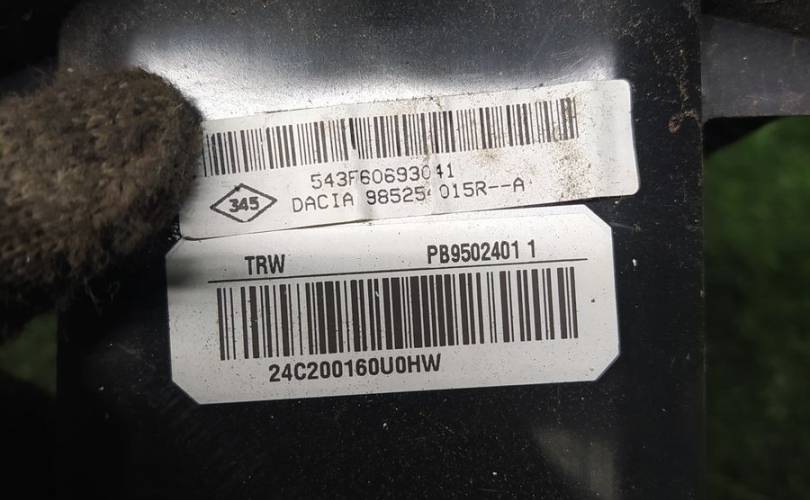 543F60693041
345
DACIA 98525 015R--A
TRW PB9502401 1
24C200160U0HW